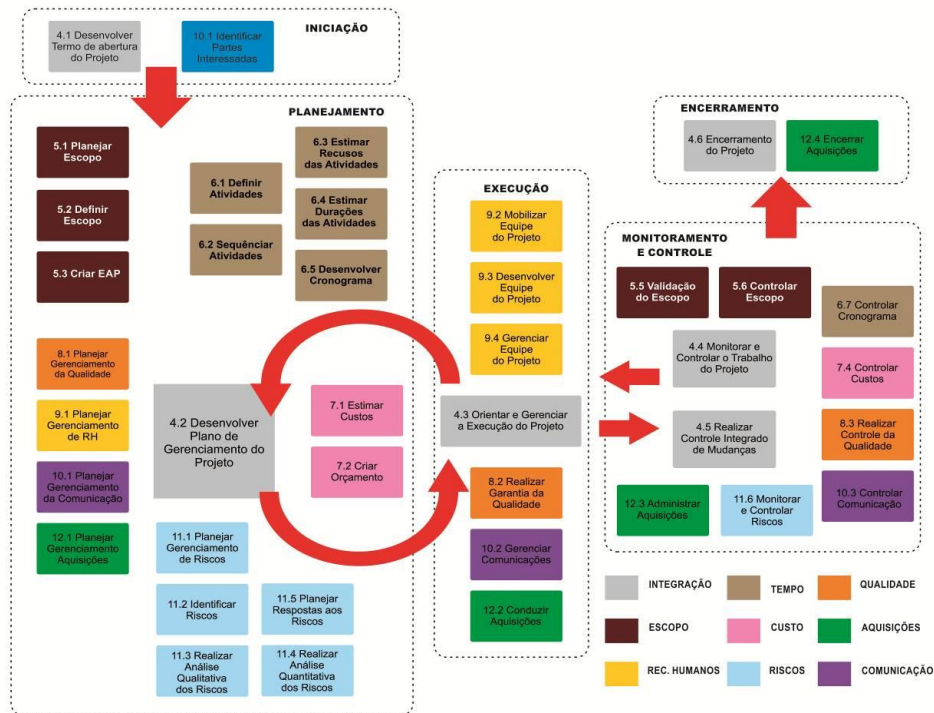 INICIAÇÃO
4.1 Desenvolver
Termo de abertura
do Projeto
10.1 Identificar
Partes
Interessadas
PLANEJAMENTO
5.1 Planejar
Escopo
5.2 Definir
Escopo
5.3 Criar EAP
6.1 Definir
Atividades
6.2 Sequênciar
Atividades
6.3 Estimar
Recusos
das Atividades
6.4 Estimar
Durações
das Atividades
6.5 Desenvolver
Cronograma
8.1 Planejar
Gerenciamento
da Qualidade
9.1 Planejar
Gerenciamento
de RH
10.1 Planejar
Gerenciamento
da Comunicação
12.1 Planejar
Gerenciamento
Aquisições
4.2 Desenvolver
Plano de
Gerenciamento do
Projeto
7.1 Estimar
Custos
7.2 Criar
Orçamento
11.1 Planejar
Gerenciamento
de Riscos
11.2 Identificar
Riscos
11.5 Planejar
Respostas aos
Riscos
11.3 Realizar
Análise
Qualitativa
dos Riscos
11.4 Realizar
Análise
Quantitativa
dos Riscos
EXECUÇÃO
9.2 Mobilizar
Equipe
do Projeto
9.3 Desenvolver
Equipe
do Projeto
9.4 Gerenciar
Equipe
do Projeto
4.3 Orientar e Gerenciar
a Execução do Projeto
8.2 Realizar
Garantia da
Qualidade
10.2 Gerenciar
Comunicações
12.2 Conduzir
Aquisições
ENCERRAMENTO
4.6 Encerramento
do Projeto
12.4 Encerrar
Aquisições
MONITORAMENTO
E CONTROLE
5.5 Validação
do Escopo
5.6 Controlar
Escopo
6.7 Controlar
Cronograma
4.4 Monitorar e
Controlar o Trabalho
do Projeto
7.4 Controlar
Custos
4.5 Realizar
Controle Integrado
de Mudanças
8.3 Realizar
Controle da
Qualidade
12.3 Administrar
Aquisições
11.6 Monitorar
e Controlar
Riscos
10.3 Controlar
Comunicação
INTEGRAÇÃO
TEMPO
QUALIDADE
ESCOPO
CUSTO
AQUISIÇÕES
REC. HUMANOS
RISCOS
COMUNICAÇÃO